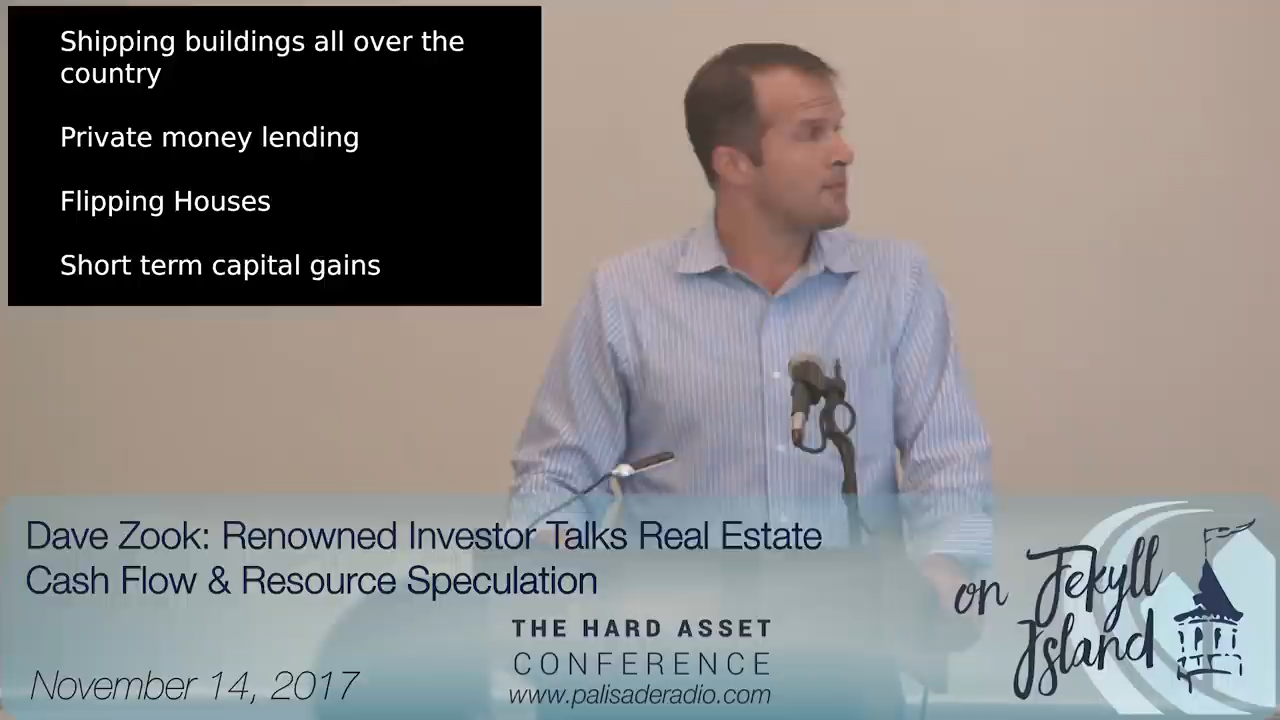 Shipping buildings all over the
country
Private money lending
Flipping Houses
Short term capital gains
Dave Zook: Renowned Investor Talks Real Estate
Cash Flow & Resource Speculation
on Jekyll
Island
THE HARD ASSET
CONFERENCE
www.palisaderadio.com
November 14, 2017